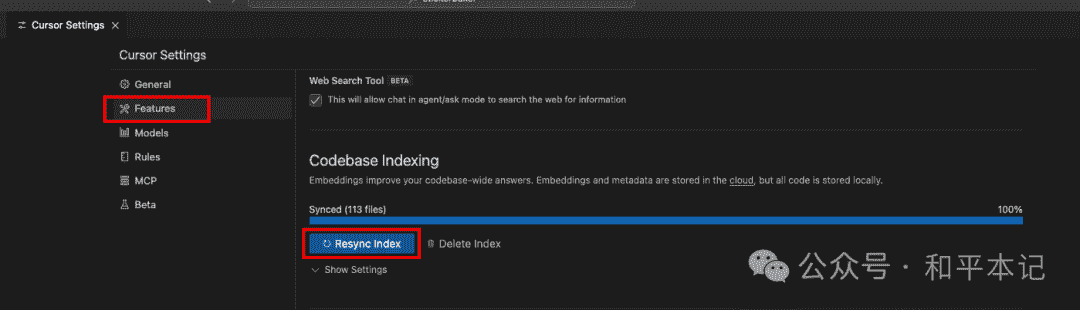 Cursor Settings
Cursor Settings
General
Features
Models
Rules
MCP
Beta
Web Search Tool BETA
This will allow chat in agent/ask mode to search the web for information
Codebase Indexing
Embeddings improve your codebase-wide answers. Embeddings and metadata are stored in the cloud, but all code is stored locally.
Synced (113 files) 100%
Resync Index Delete Index
Show Settings
公众号 · 和平本记